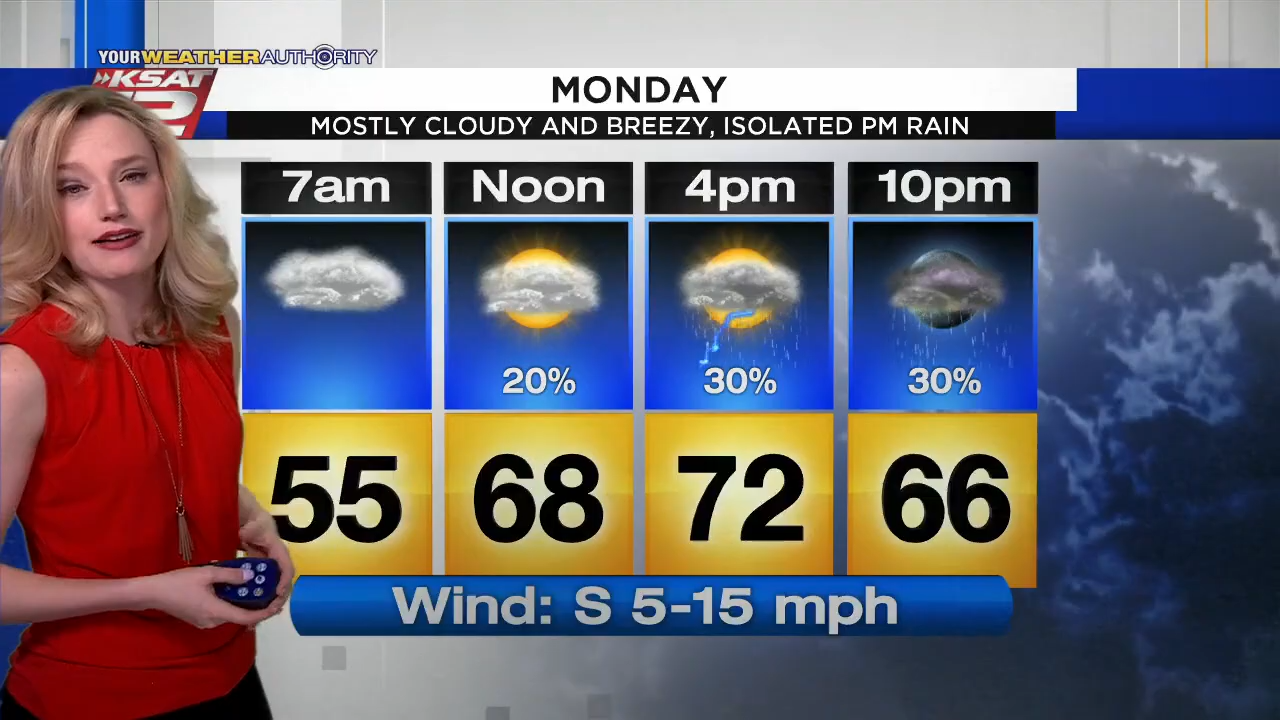 YOUR WEATHER AUTHORITY
KSAT
12
MONDAY
MOSTLY CLOUDY AND BREEZY, ISOLATED PM RAIN
7am Noon 4pm 10pm
20% 30% 30%
55 68 72 66
Wind: S 5-15 mph